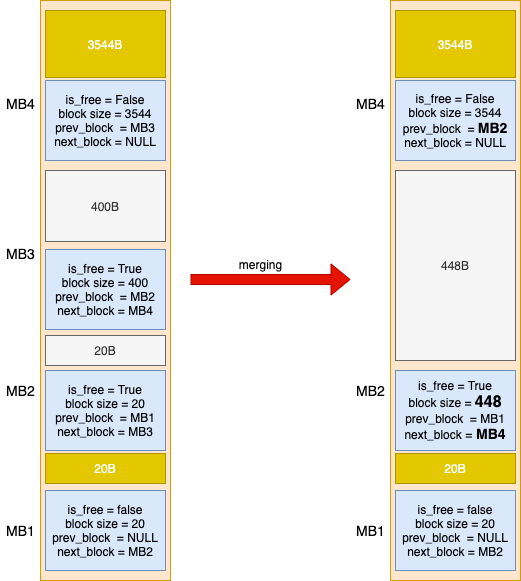 3544B
MB4
is_free = False
block size = 3544
prev_block = MB3
next_block = NULL
400B
MB3
is_free = True
block size = 400
prev_block = MB2
next_block = MB4
20B
MB2
is_free = True
block size = 20
prev_block = MB1
next_block = MB3
20B
MB1
is_free = false
block size = 20
prev_block = NULL
next_block = MB2
merging
3544B
MB4
is_free = False
block size = 3544
prev_block = MB2
next_block = NULL
448B
MB2
is_free = True
block size = 448
prev_block = MB1
next_block = MB4
20B
MB1
is_free = false
block size = 20
prev_block = NULL
next_block = MB2